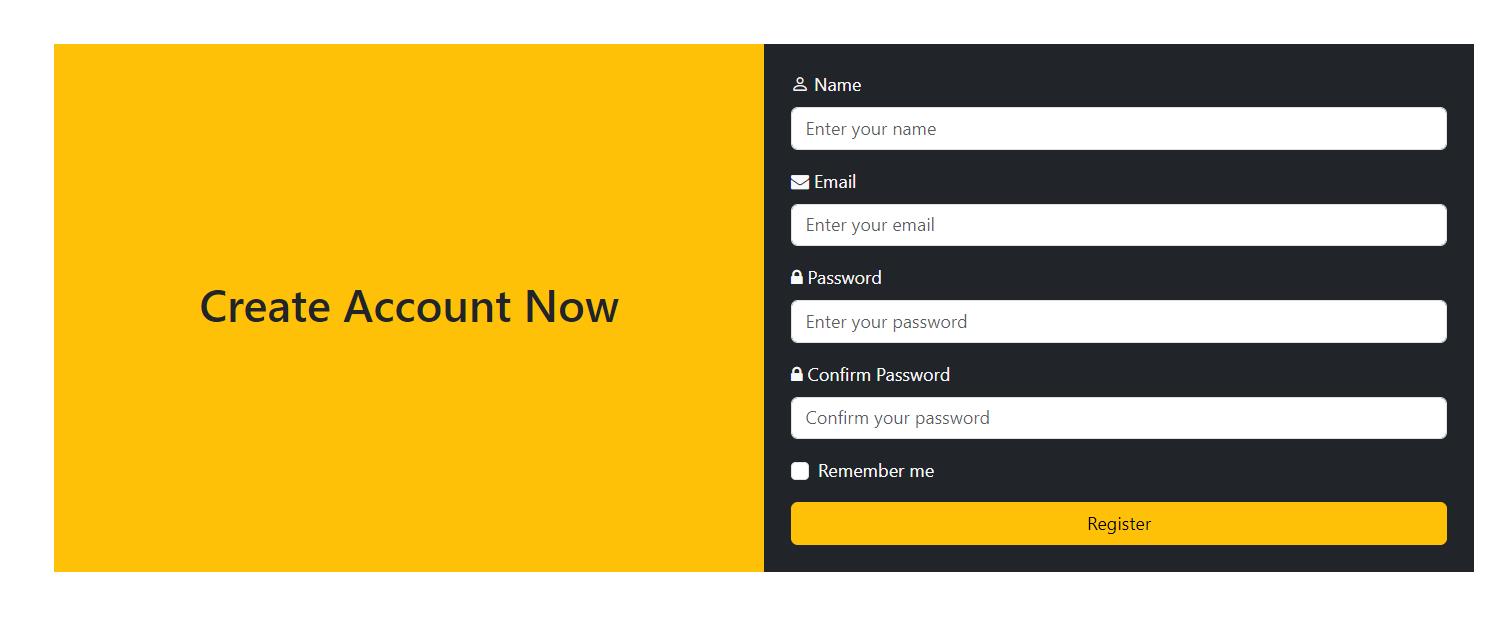 Create Account Now
Name
Enter your name
Email
Enter your email
Password
Enter your password
Confirm Password
Confirm your password
Remember me
Register